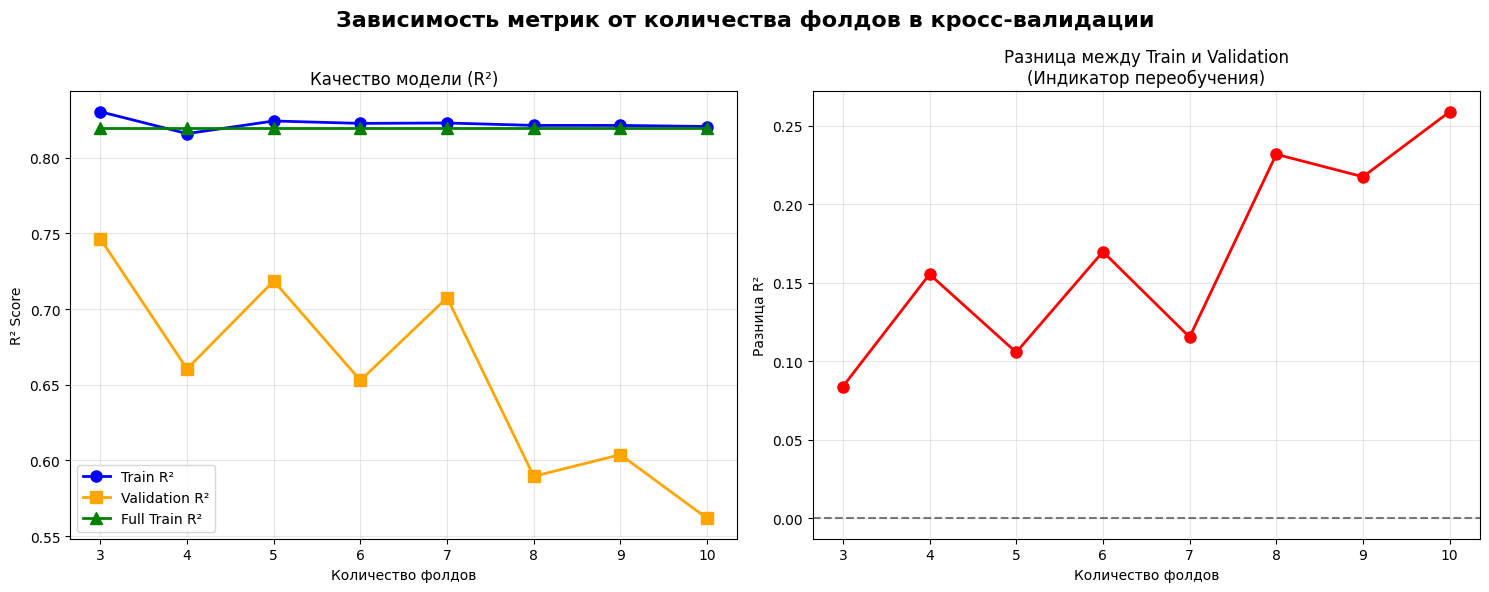 Зависимость метрик от количества фолдов в кросс-валидации
Качество модели (R²)
R² Score
0.80
0.75
0.70
0.65
0.60
0.55
Train R²
Validation R²
Full Train R²
3 4 5 6 7 8 9 10
Количество фолдов
Разница между Train и Validation
(Индикатор переобучения)
Разница R²
0.25
0.20
0.15
0.10
0.05
0.00
3 4 5 6 7 8 9 10
Количество фолдов